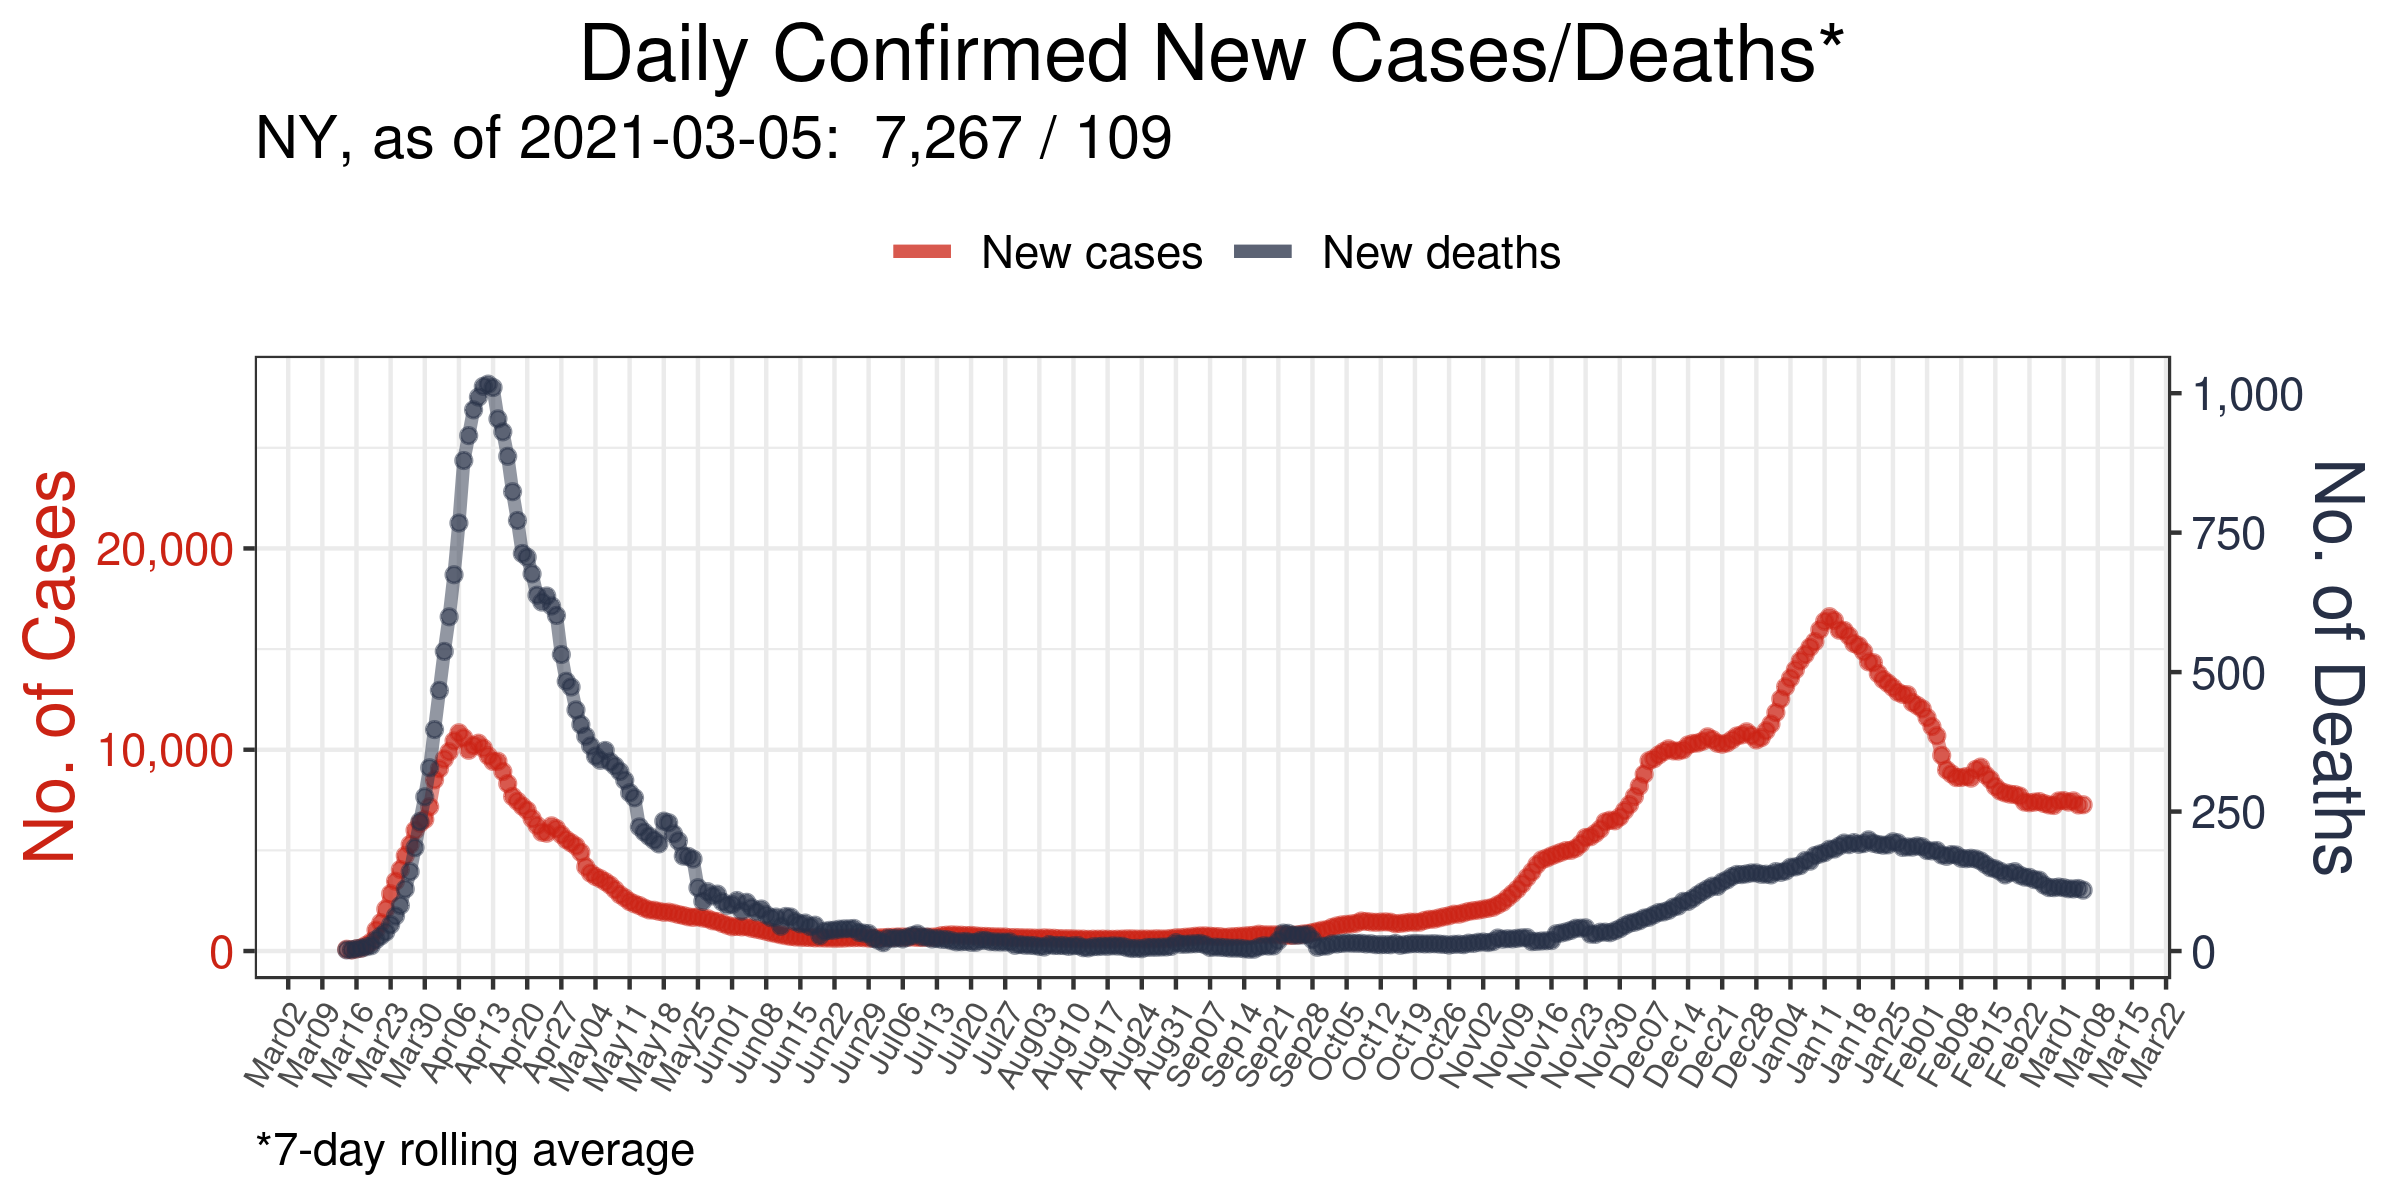 Daily Confirmed New Cases/Deaths*
NY, as of 2021-03-05:  7,267 / 109
New cases
New deaths
No. of Cases
20,000
10,000
0
1,000
750
500
250
0
No. of Deaths
Mar02
Mar09
Mar16
Mar23
Mar30
Apr06
Apr13
Apr20
Apr27
May04
May11
May18
May25
Jun01
Jun08
Jun15
Jun22
Jun29
Jul06
Jul13
Jul20
Jul27
Aug03
Aug10
Aug17
Aug24
Aug31
Sep07
Sep14
Sep21
Sep28
Oct05
Oct12
Oct19
Oct26
Nov02
Nov09
Nov16
Nov23
Nov30
Dec07
Dec14
Dec21
Dec28
Jan04
Jan11
Jan18
Jan25
Feb01
Feb08
Feb15
Feb22
Mar01
Mar08
Mar15
Mar22
*7-day rolling average